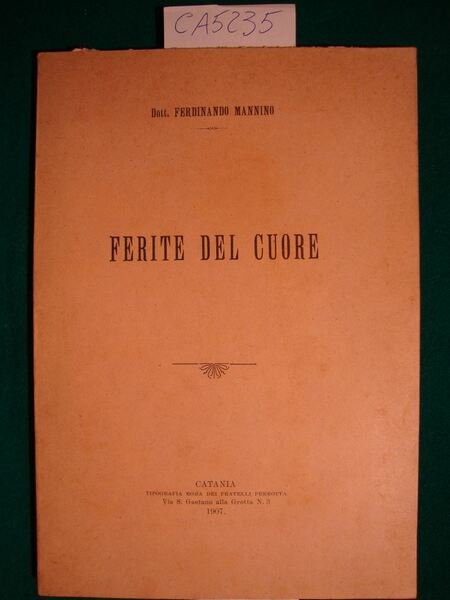 CA5235
Dott. FERDINANDO MANNINO
FERITE DEL CUORE
CATANIA
TIPOGRAFIA ROMA DEI FRATELLI PERROTTA
Via S. Gaetano alla Grotta N. 3
1907.